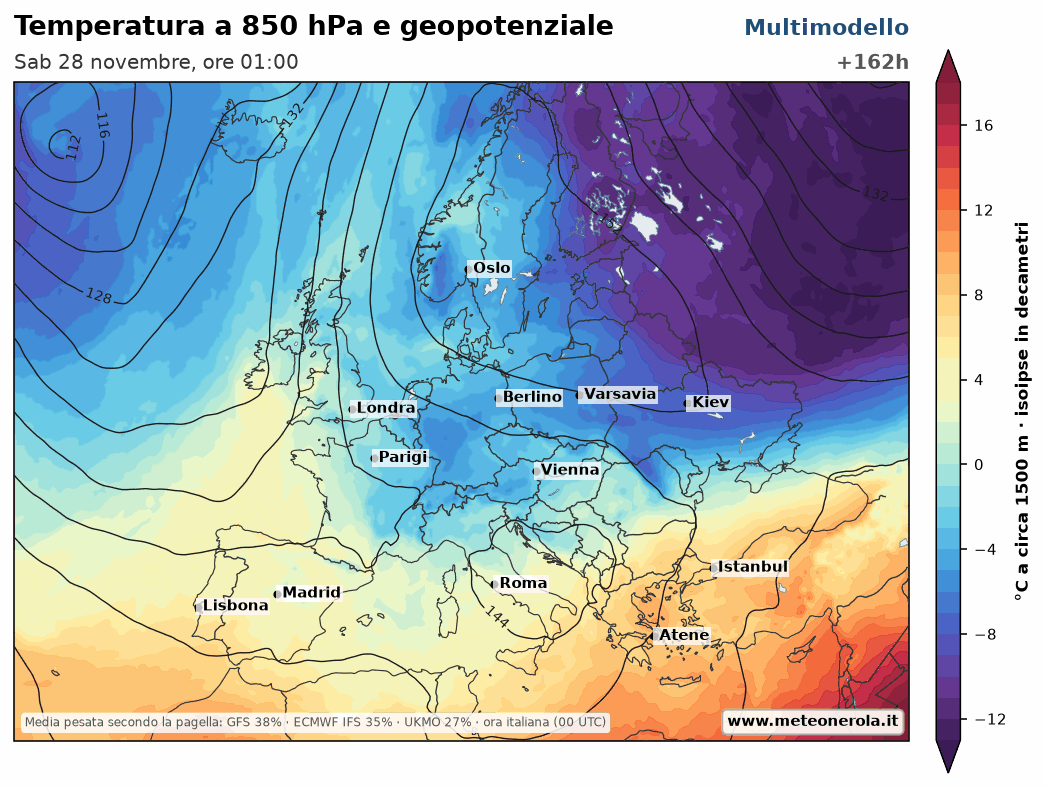 Temperatura a 850 hPa e geopotenziale
Multimodello
Sab 28 novembre, ore 01:00
+162h
116
112
132
132
128
132
144
Oslo
Berlino
Varsavia
Kiev
Londra
Parigi
Vienna
Istanbul
Roma
Madrid
Lisbona
Atene
16
12
8
4
0
−4
−8
−12
°C a circa 1500 m · isoipse in decametri
Media pesata secondo la pagella: GFS 38% · ECMWF IFS 35% · UKMO 27% · ora italiana (00 UTC)
www.meteonerola.it